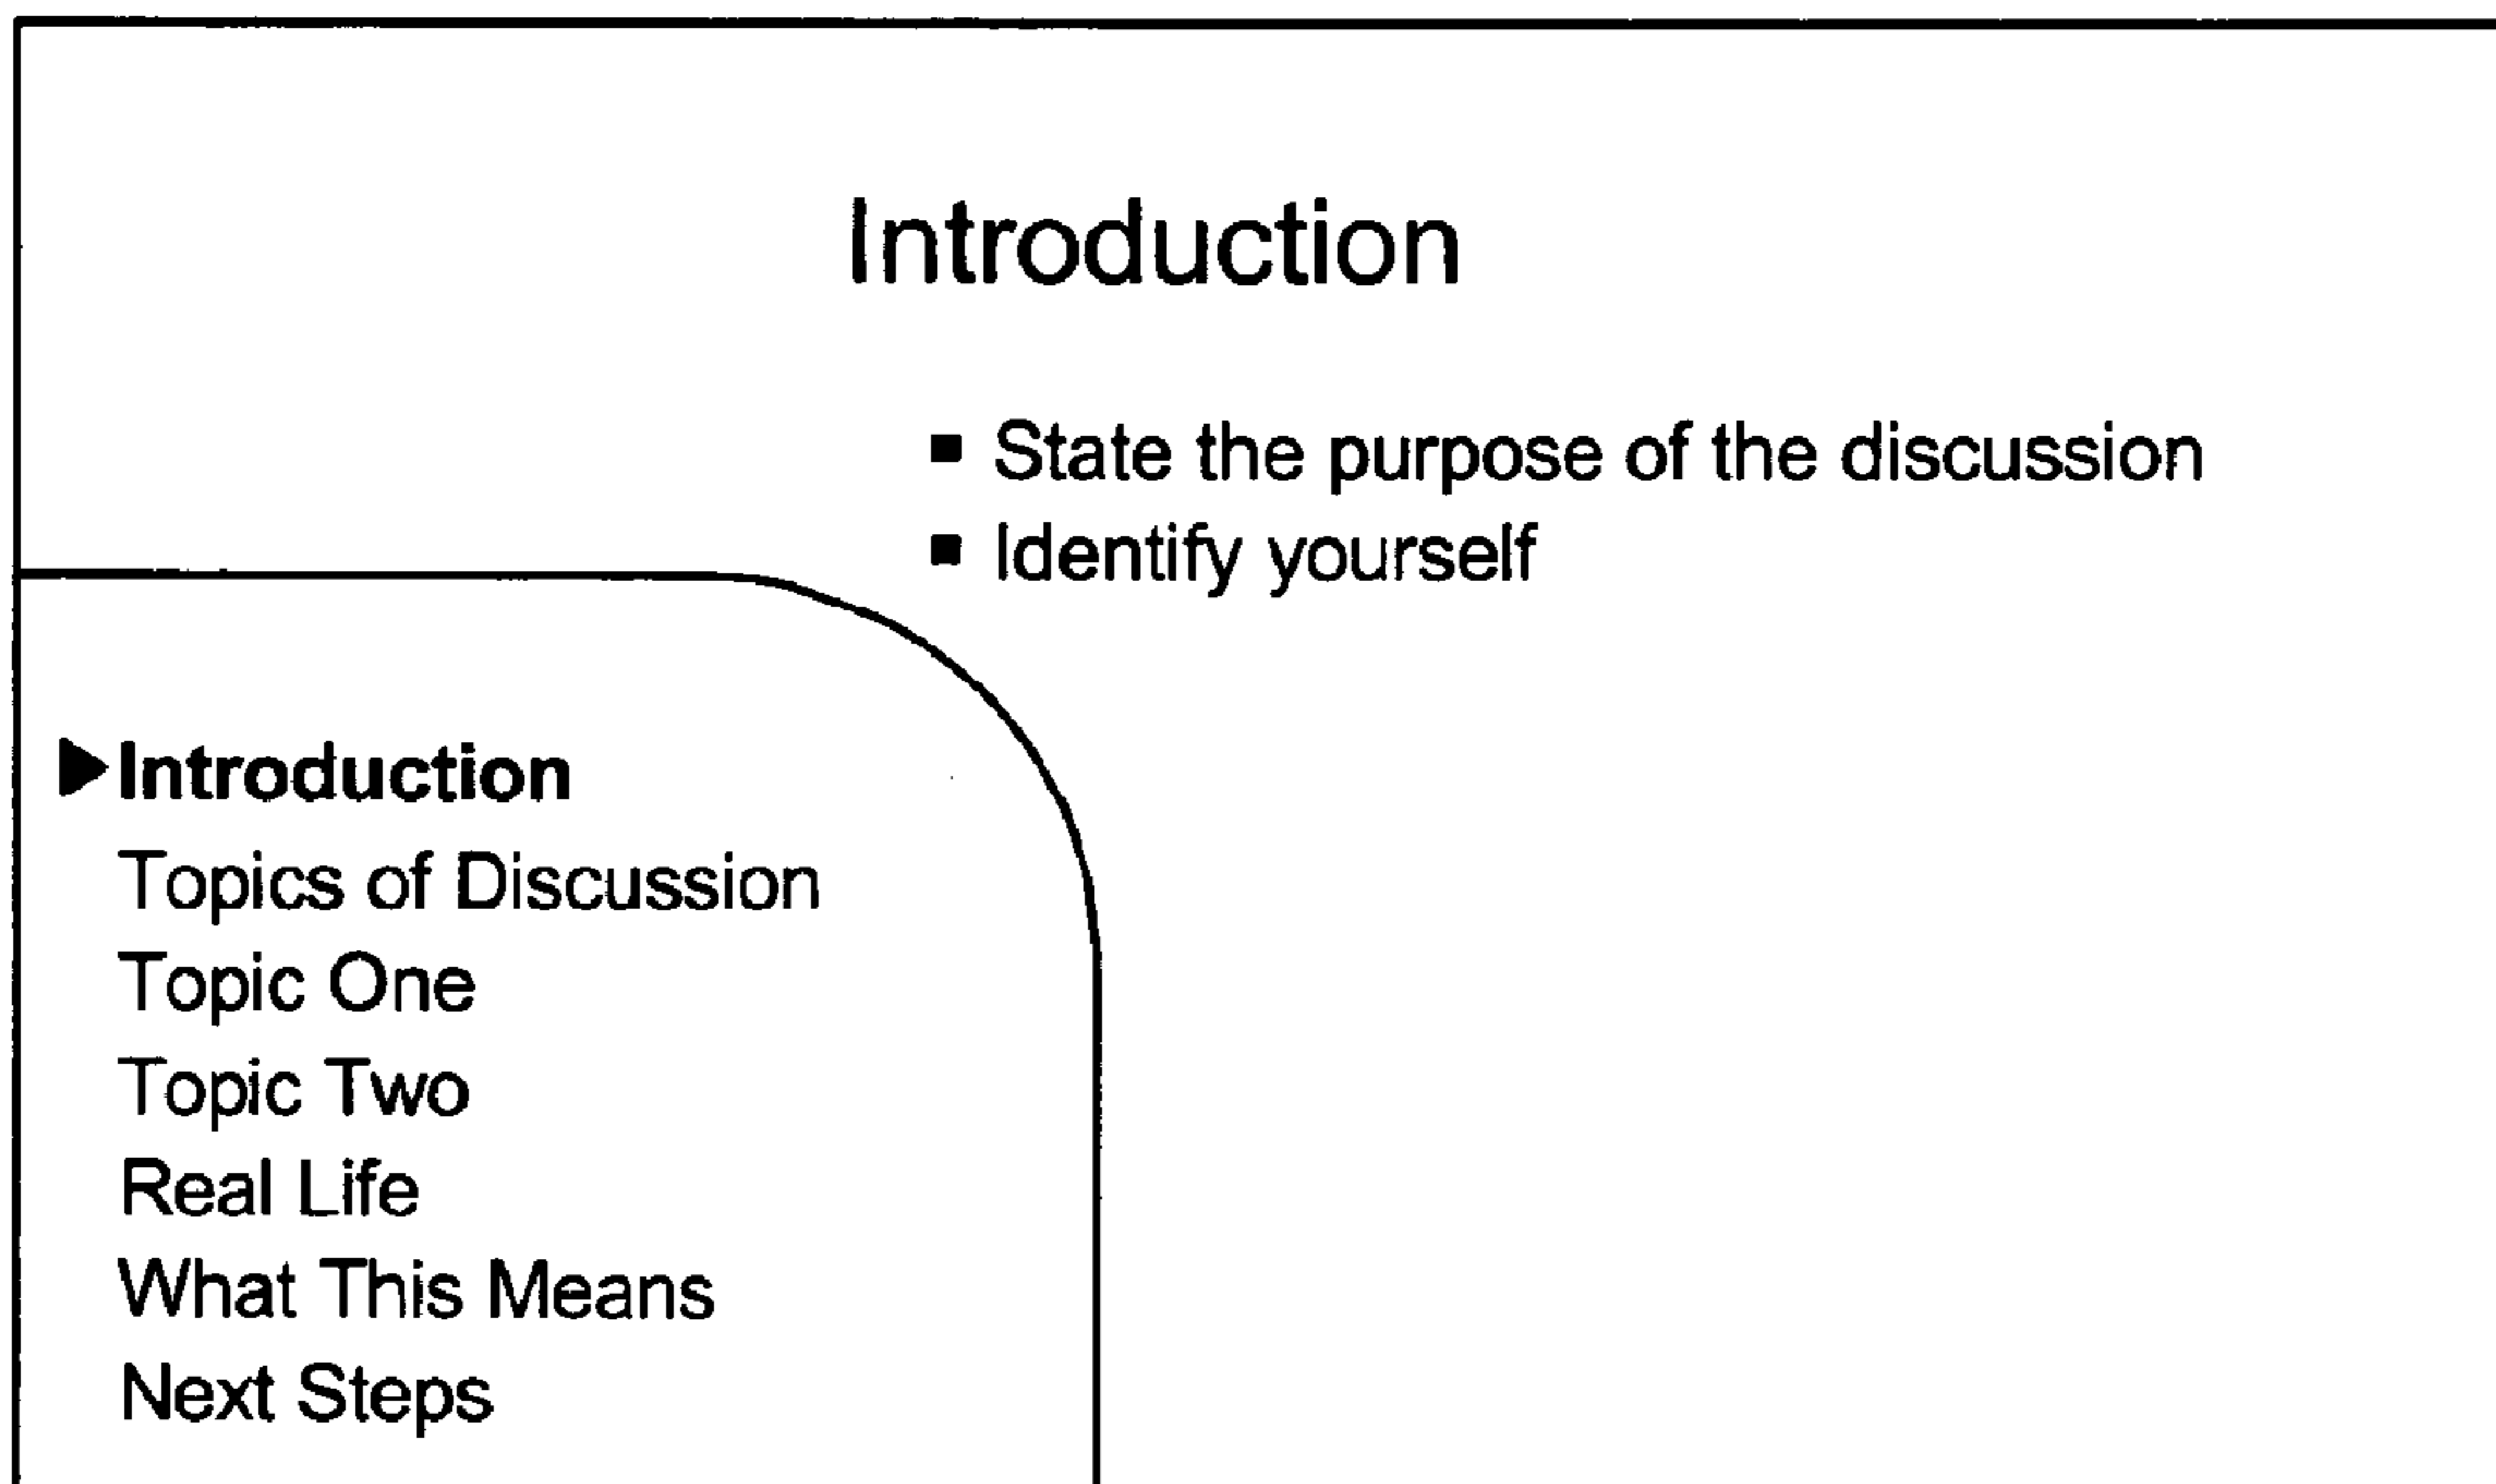 Introduction
▪ State the purpose of the discussion
▪ Identify yourself
▶Introduction
Topics of Discussion
Topic One
Topic Two
Real Life
What This Means
Next Steps